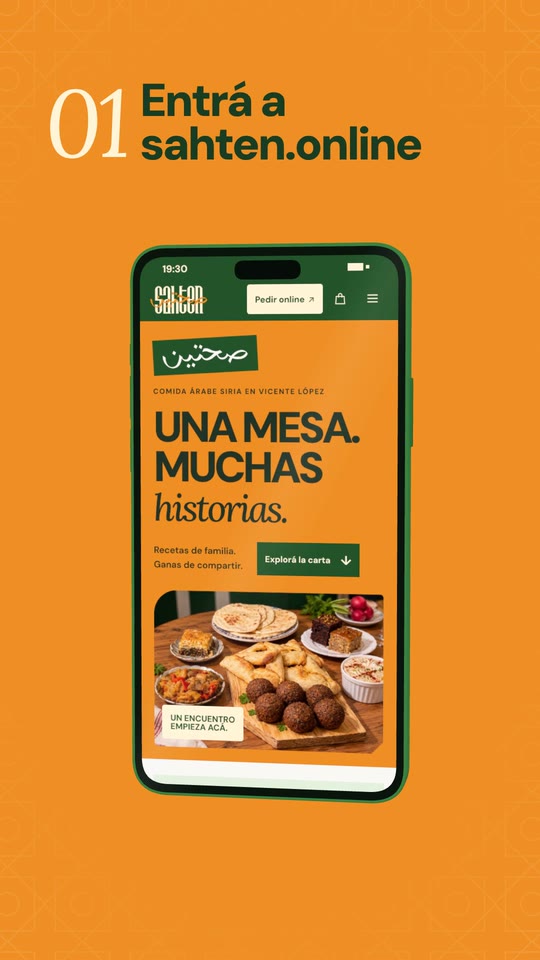 01
Entrá a
sahten.online
19:30
sahten
Pedir online ↗
صحتين
COMIDA ÁRABE SIRIA EN VICENTE LÓPEZ
UNA MESA.
MUCHAS
historias.
Recetas de familia.
Ganas de compartir.
Explorá la carta ↓
UN ENCUENTRO
EMPIEZA ACÁ.